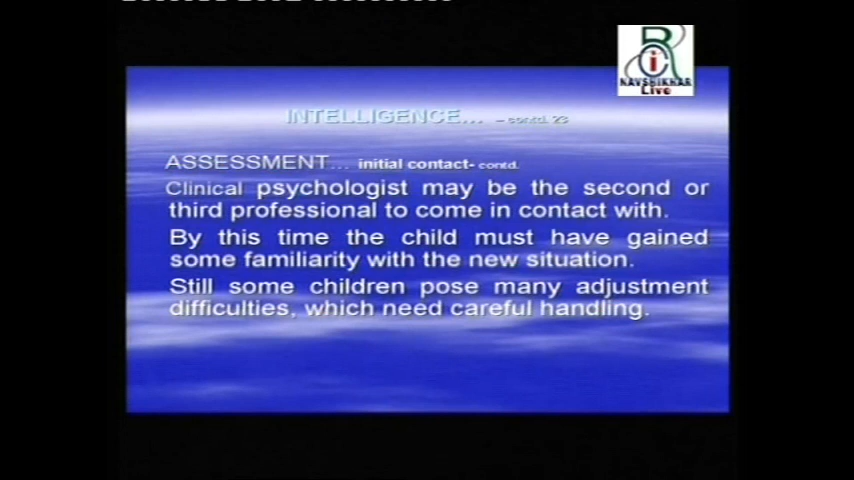 RCI
NAVSHIKHAR
Live
INTELLIGENCE... – contd. 23
ASSESSMENT... initial contact- contd.
Clinical psychologist may be the second or
third professional to come in contact with.
By this time the child must have gained
some familiarity with the new situation.
Still some children pose many adjustment
difficulties, which need careful handling.